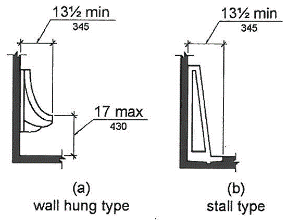 13½ min
345
13½ min
345
17 max
430
(a)
wall hung type
(b)
stall type